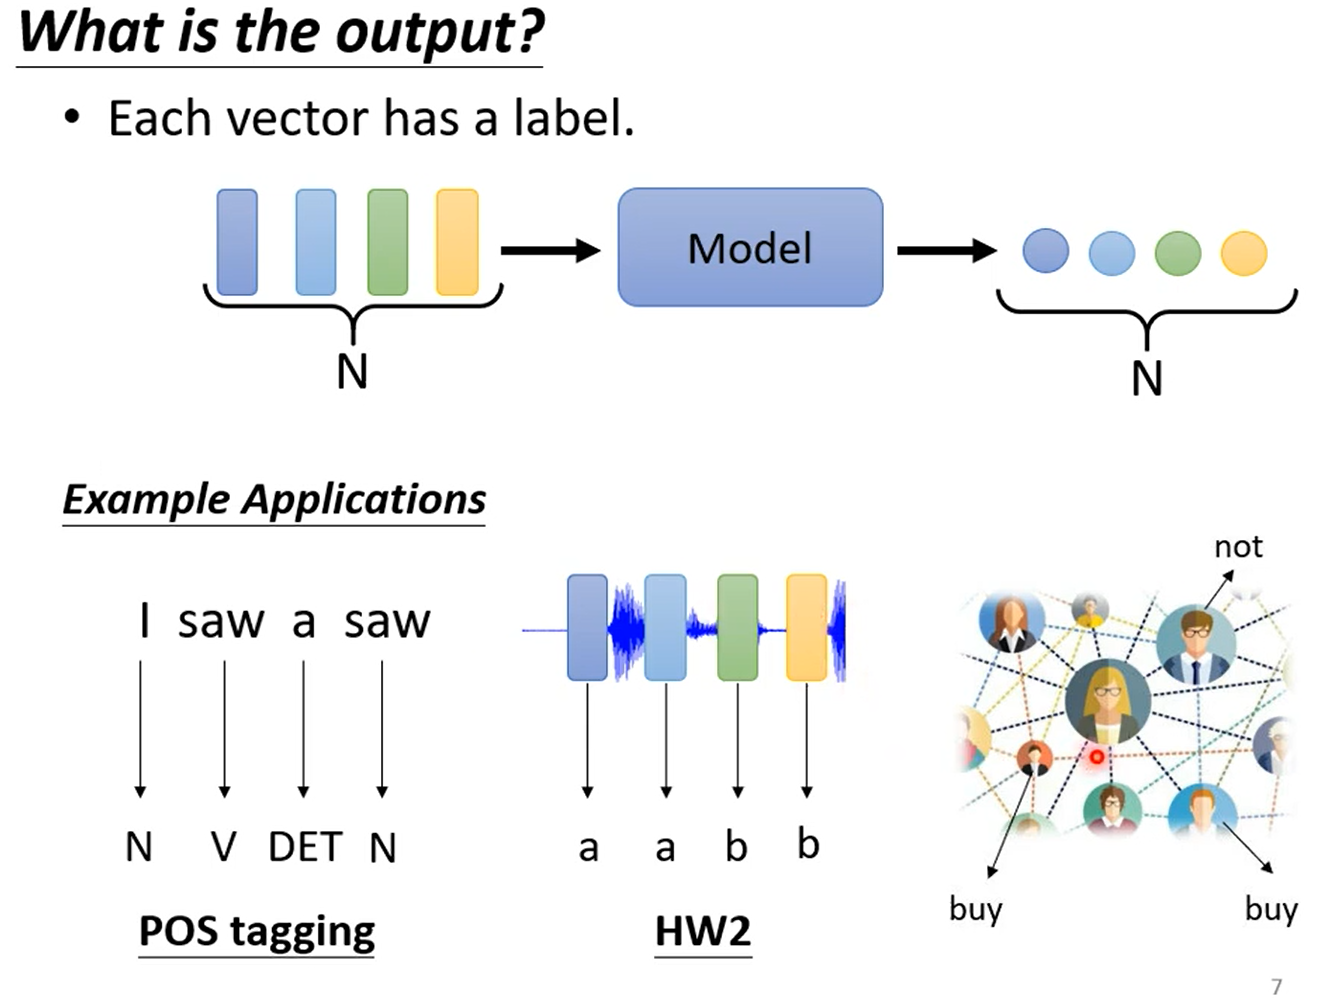 What is the output?
• Each vector has a label.
Model
N
N
Example Applications
not
I saw a saw
N V DET N
a a b b
buy
buy
POS tagging
HW2
7